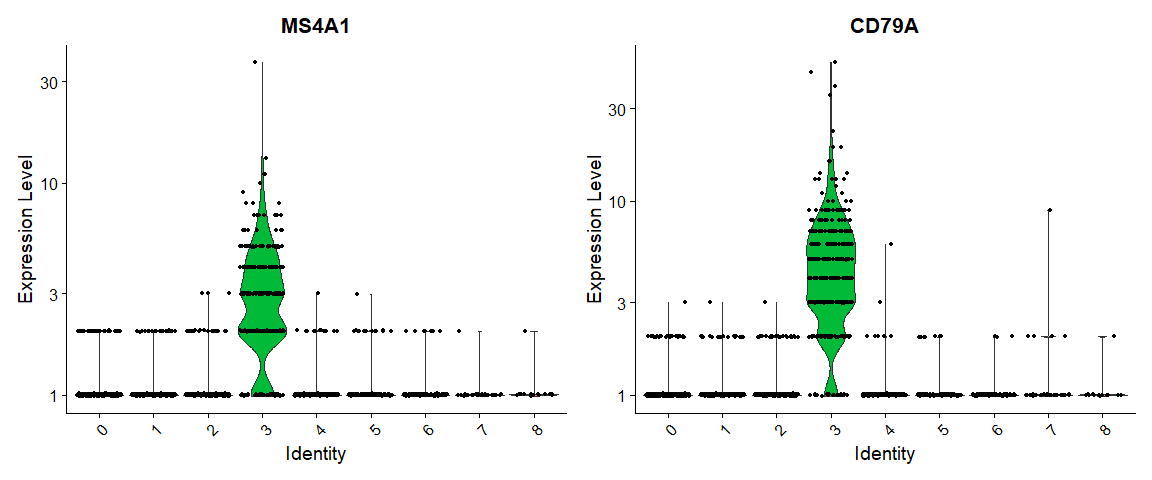 MS4A1
Expression Level
30
10
3
1
0 1 2 3 4 5 6 7 8
Identity
CD79A
Expression Level
30
10
3
1
0 1 2 3 4 5 6 7 8
Identity